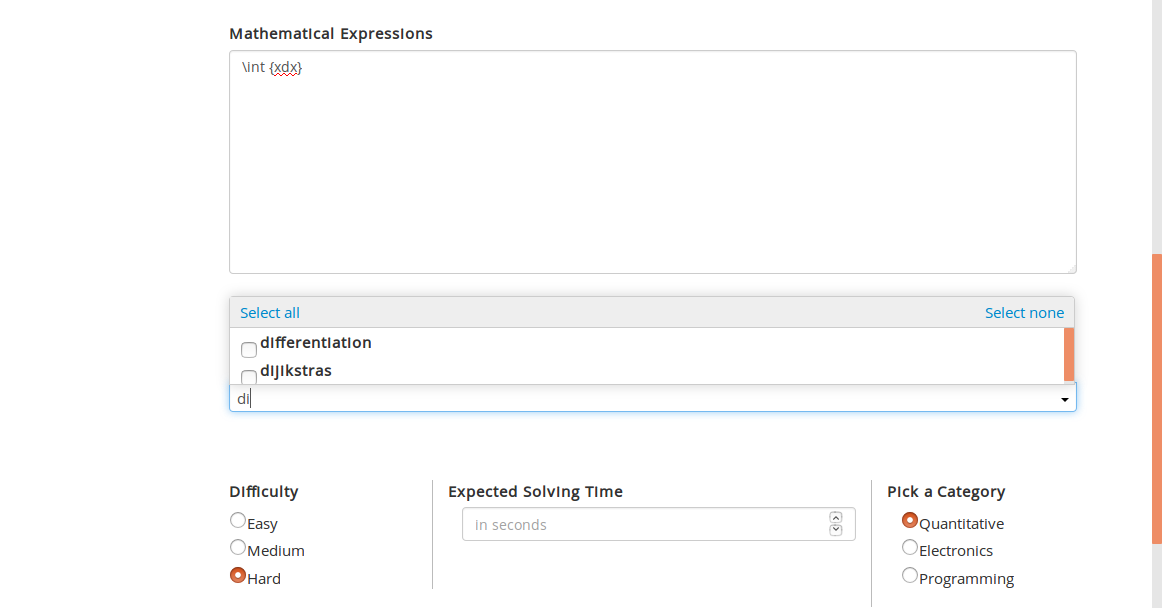 Mathematical Expressions
\int {xdx}
Select all Select none
differentiation
dijikstras
di
Difficulty Expected Solving Time Pick a Category
Easy in seconds Quantitative
Medium Electronics
Hard Programming